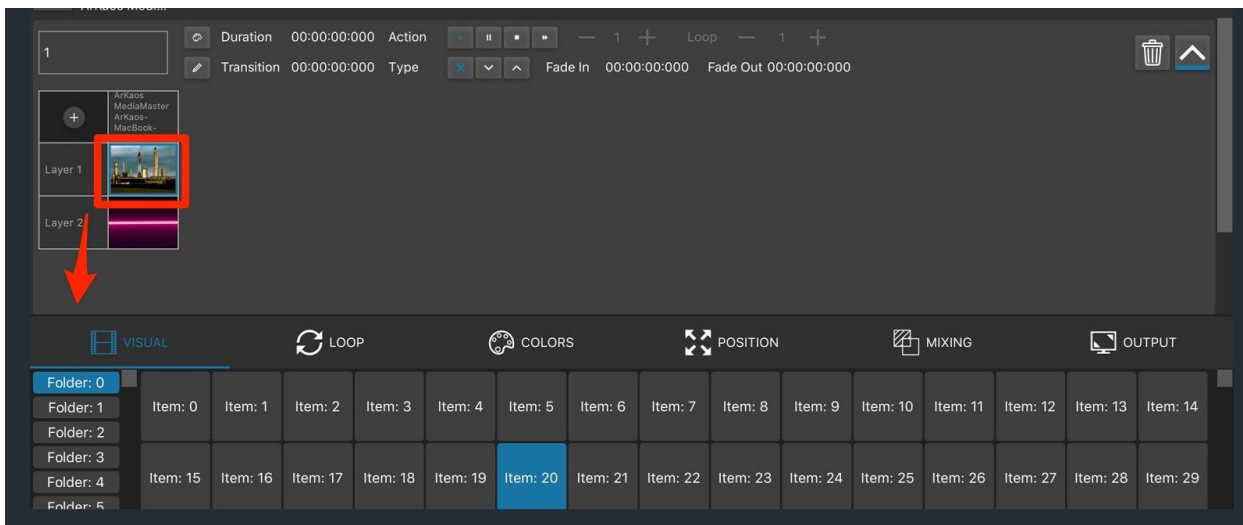 1
Duration 00:00:00:000 Action 1 Loop 1
Transition 00:00:00:000 Type Fade In 00:00:00:000 Fade Out 00:00:00:000
ArKaos
MediaMaster
ArKaos-
MacBook-
Layer 1
Layer 2
VISUAL LOOP COLORS POSITION MIXING OUTPUT
Folder: 0
Folder: 1
Folder: 2
Folder: 3
Folder: 4
Folder: 5
Item: 0 Item: 1 Item: 2 Item: 3 Item: 4 Item: 5 Item: 6 Item: 7 Item: 8 Item: 9 Item: 10 Item: 11 Item: 12 Item: 13 Item: 14
Item: 15 Item: 16 Item: 17 Item: 18 Item: 19 Item: 20 Item: 21 Item: 22 Item: 23 Item: 24 Item: 25 Item: 26 Item: 27 Item: 28 Item: 29